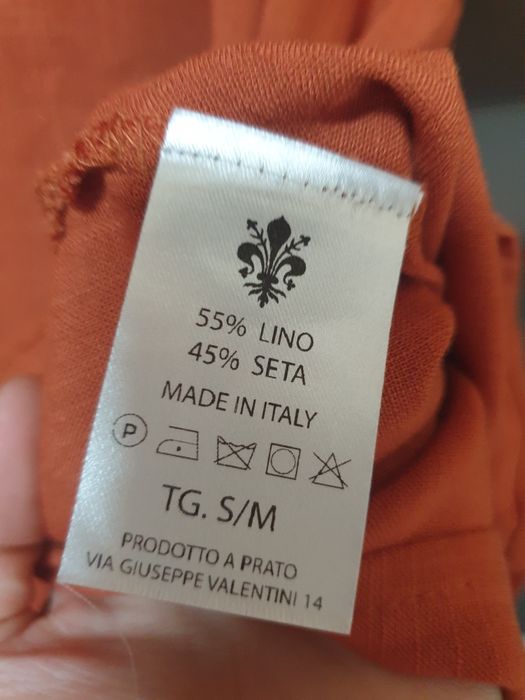 55% LINO
45% SETA
MADE IN ITALY
P
TG. S/M
PRODOTTO A PRATO
VIA GIUSEPPE VALENTINI 14